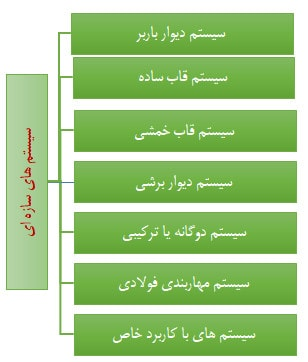 سیستم های سازه ای
سیستم دیوار باربر
سیستم قاب ساده
سیستم قاب خمشی
سیستم دیوار برشی
سیستم دوگانه یا ترکیبی
سیستم مهاربندی فولادی
سیستم های با کاربرد خاص